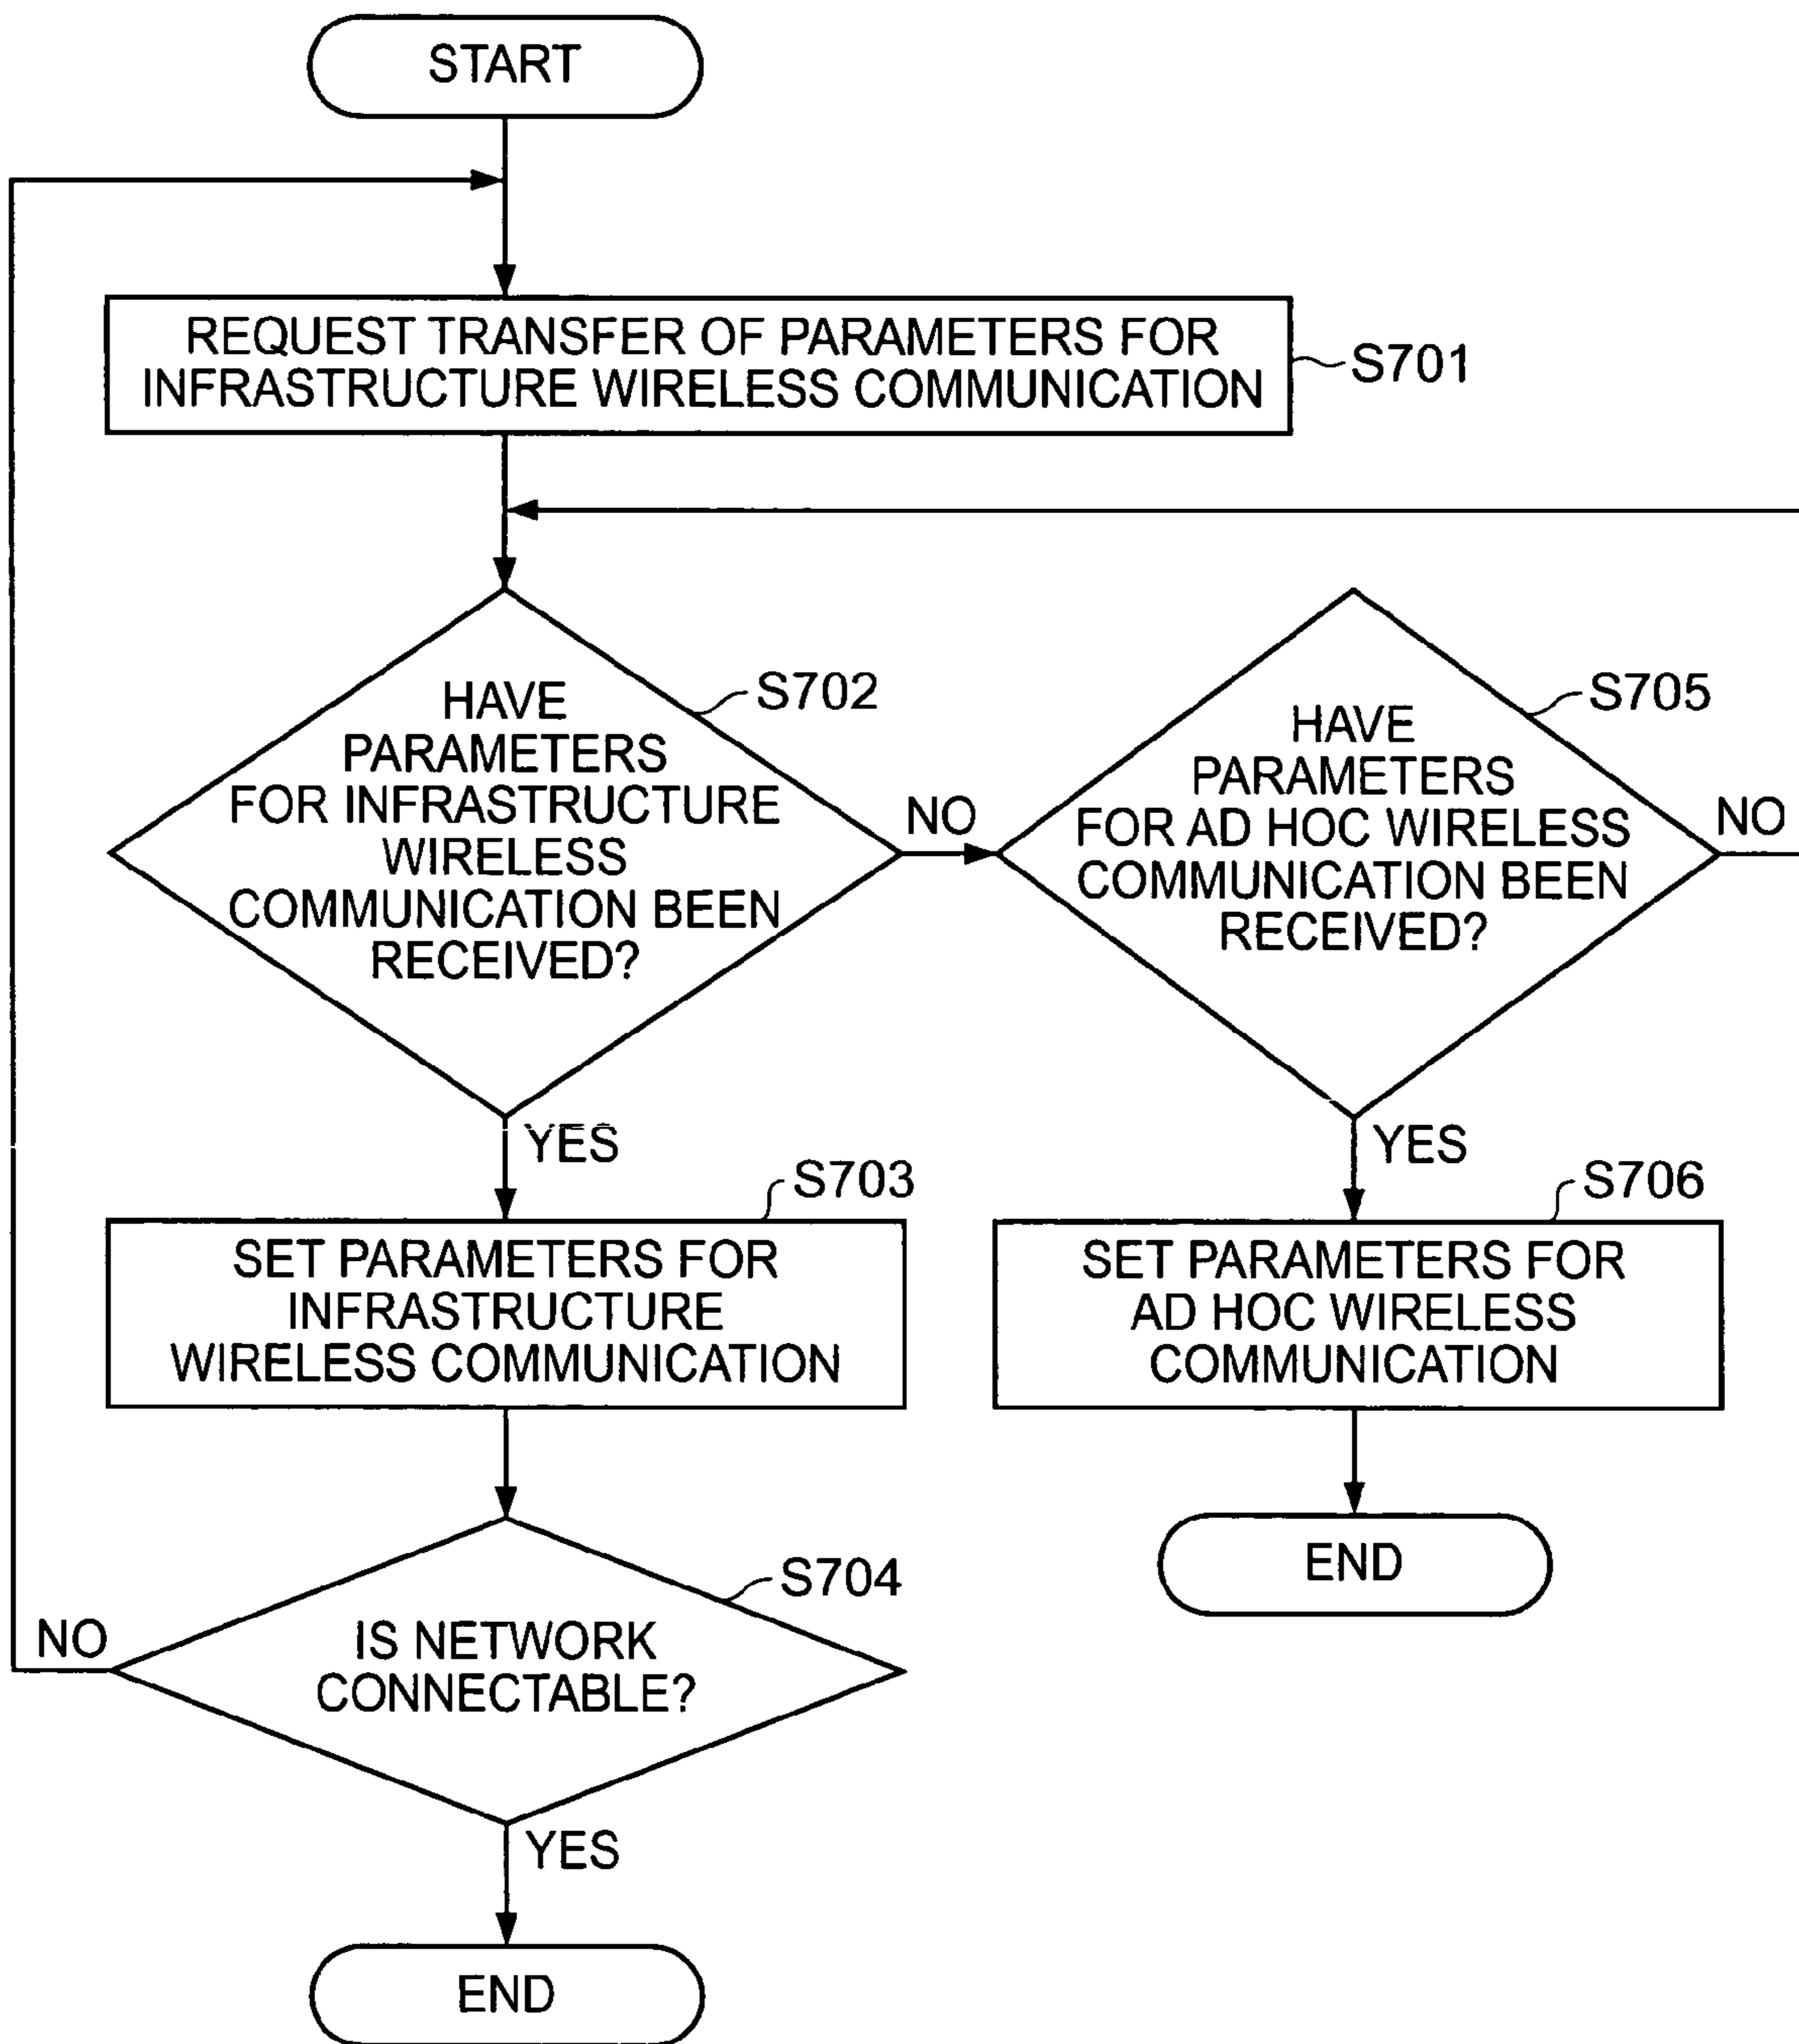 START
REQUEST TRANSFER OF PARAMETERS FOR
INFRASTRUCTURE WIRELESS COMMUNICATION
S701
HAVE
PARAMETERS
FOR INFRASTRUCTURE
WIRELESS
COMMUNICATION BEEN
RECEIVED?
S702
NO
YES
HAVE
PARAMETERS
FOR AD HOC WIRELESS
COMMUNICATION BEEN
RECEIVED?
S705
NO
YES
S703
SET PARAMETERS FOR
INFRASTRUCTURE
WIRELESS COMMUNICATION
S706
SET PARAMETERS FOR
AD HOC WIRELESS
COMMUNICATION
END
S704
IS NETWORK
CONNECTABLE?
NO
YES
END